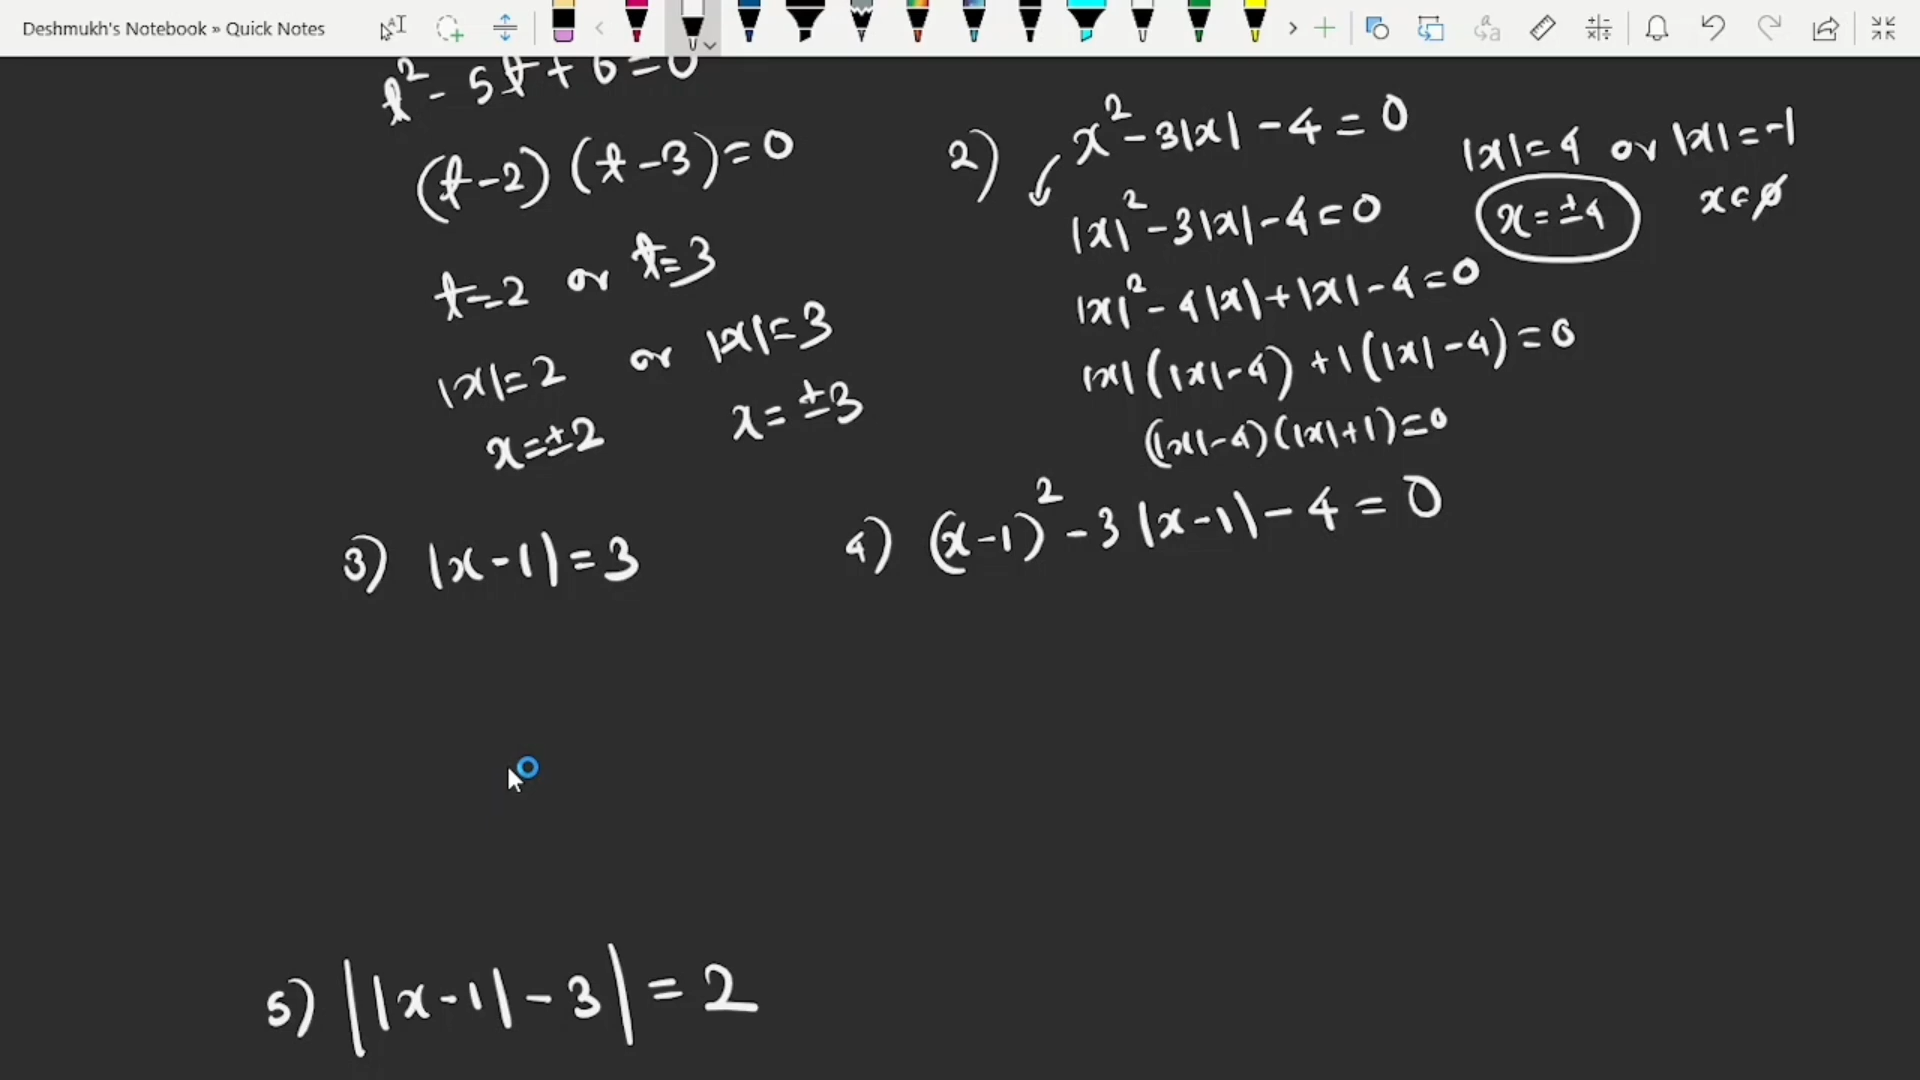 Deshmukh's Notebook » Quick Notes
t² - 5t + 6 = 0
(t-2) (t-3) = 0
t=2 or t=3
|x|=2 or |x|=3
x=±2 x=±3
2) x² - 3|x| - 4 = 0
|x|² - 3|x| - 4 = 0
|x|² - 4|x| + |x| - 4 = 0
|x| (|x|-4) + 1 (|x|-4) = 0
(|x|-4) (|x|+1) = 0
|x|=4 or |x|=-1
x=±4 x∈∅
3) |x-1| = 3
4) (x-1)² - 3|x-1| - 4 = 0
5) ||x-1| - 3| = 2